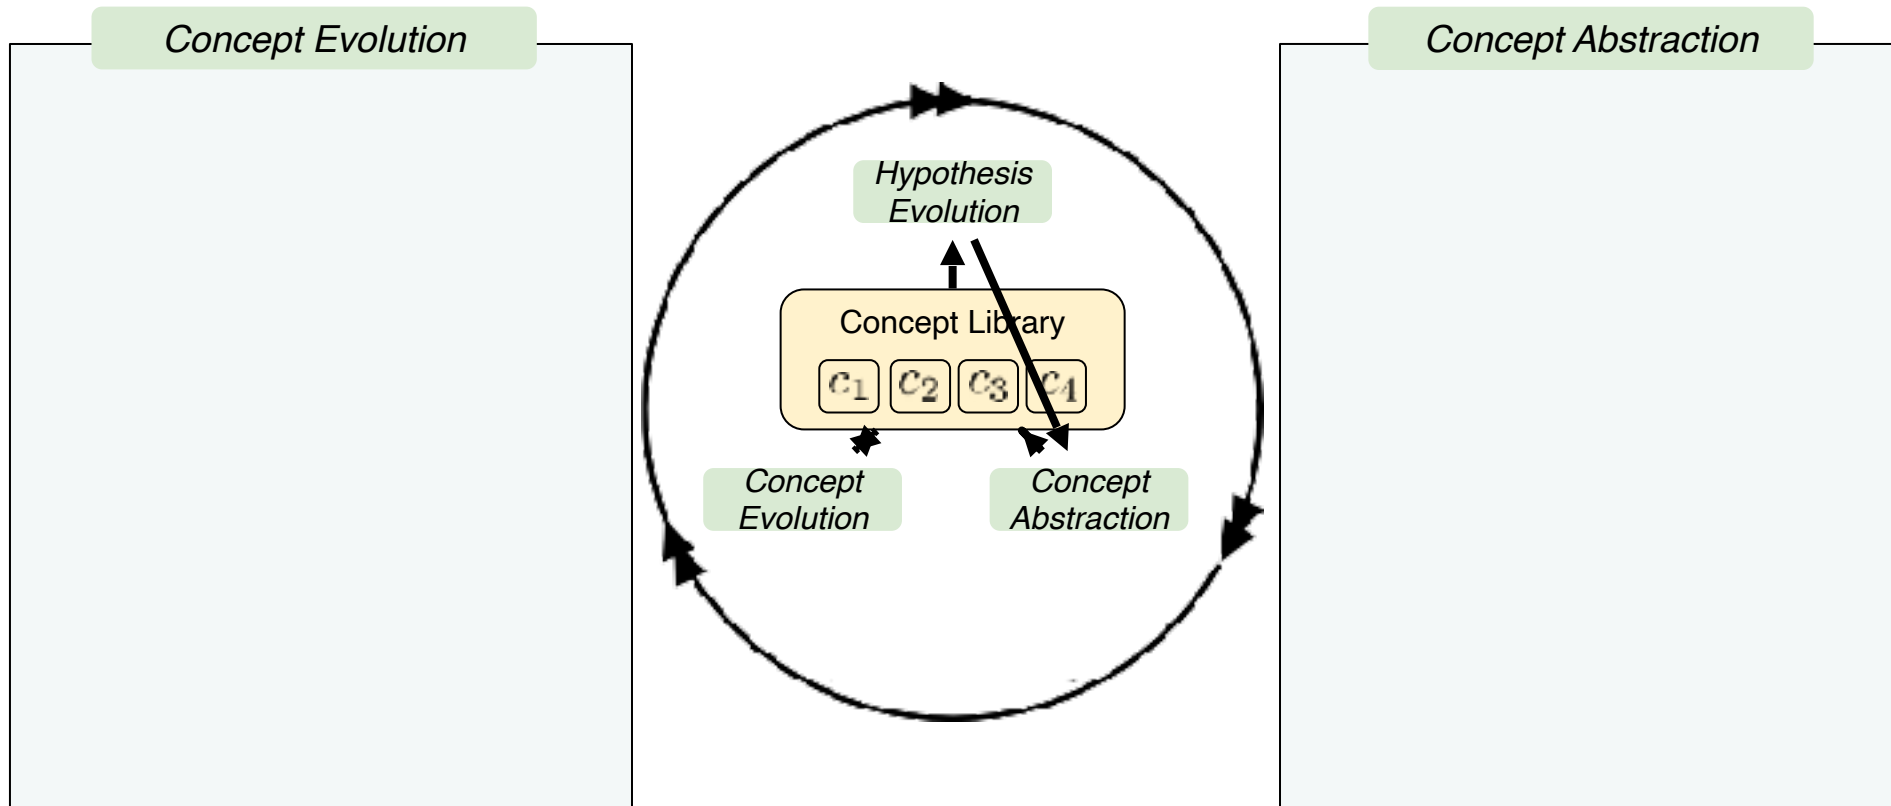 Concept Evolution
Concept Abstraction
Hypothesis
Evolution
Concept Library
c1 c2 c3 c4
Concept
Evolution
Concept
Abstraction